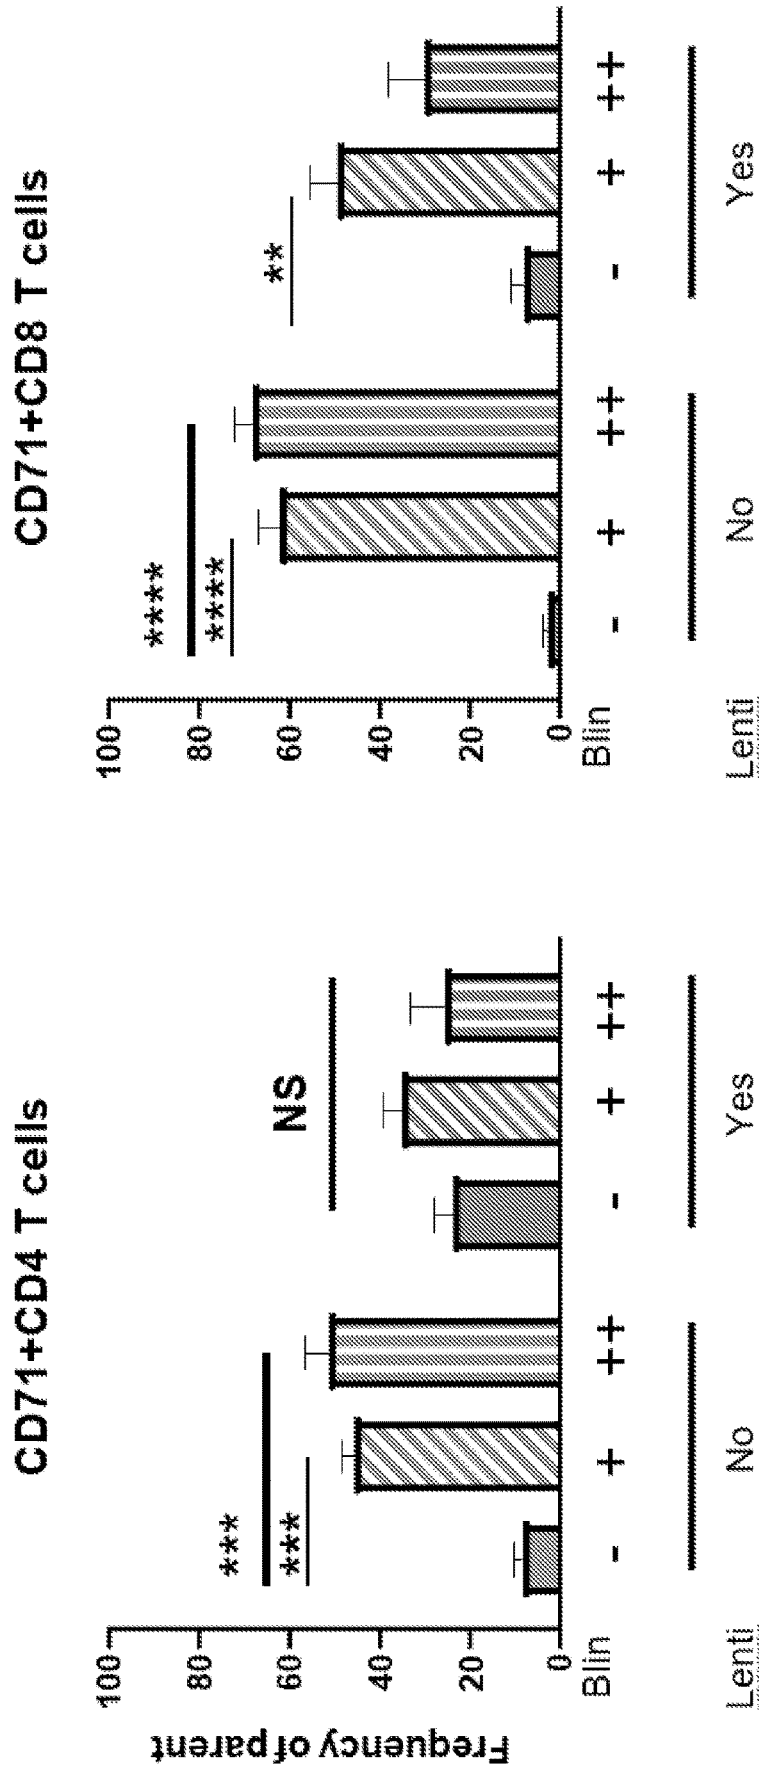 CD71+CD4 T cells
Frequency of parent
100
80
60
40
20
0
***
***
NS
Blin - + ++ - + ++
Lenti No Yes
CD71+CD8 T cells
100
80
60
40
20
0
****
****
**
Blin - + ++ - + ++
Lenti No Yes